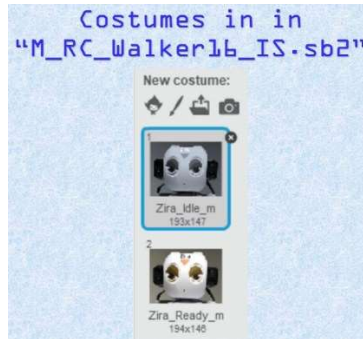 Costumes in in
"M_RC_Walker16_IS.sb2"
New costume:
1
Zira_Idle_m
193x147
2
Zira_Ready_m
194x146